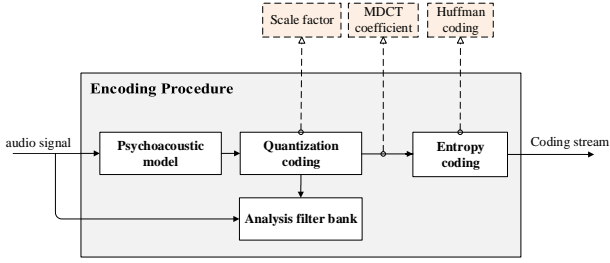 Scale factor
MDCT
coefficient
Huffman
coding
Encoding Procedure
audio signal
Psychoacoustic
model
Quantization
coding
Entropy
coding
Coding stream
Analysis filter bank